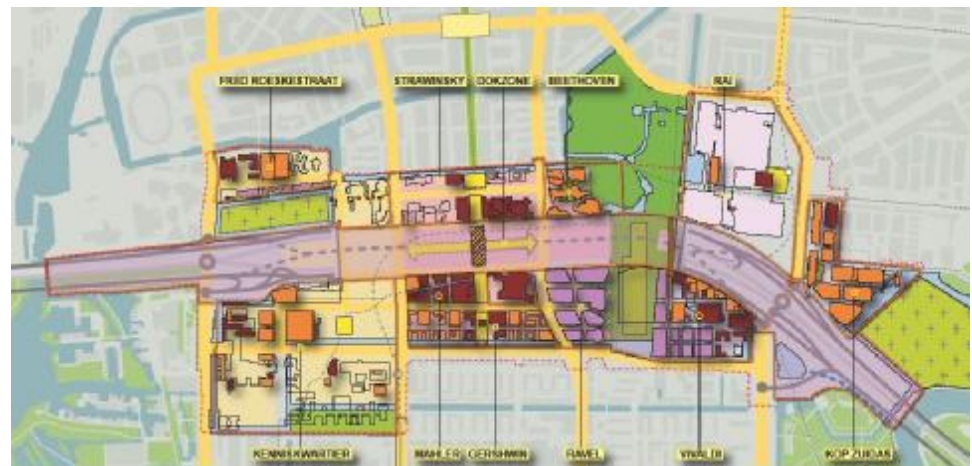 FRED ROESKESTRAAT
STRAWINSKY
DOKZONE
BEETHOVEN
RAI
KENNISKWARTIER
MAHLER
GERSHWIN
RAVEL
VIVALDI
KOP ZUIDAS